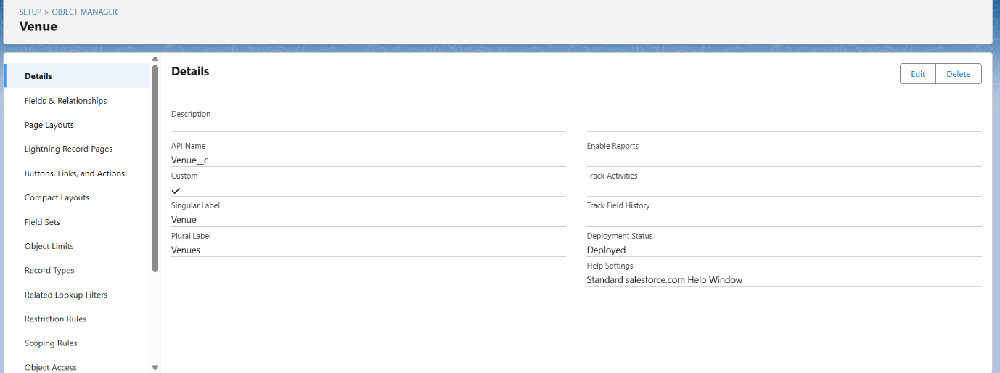 SETUP > OBJECT MANAGER
Venue
Details
Fields & Relationships
Page Layouts
Lightning Record Pages
Buttons, Links, and Actions
Compact Layouts
Field Sets
Object Limits
Record Types
Related Lookup Filters
Restriction Rules
Scoping Rules
Object Access
Details
Edit
Delete
Description
API Name
Venue__c
Custom
Singular Label
Venue
Plural Label
Venues
Enable Reports
Track Activities
Track Field History
Deployment Status
Deployed
Help Settings
Standard salesforce.com Help Window